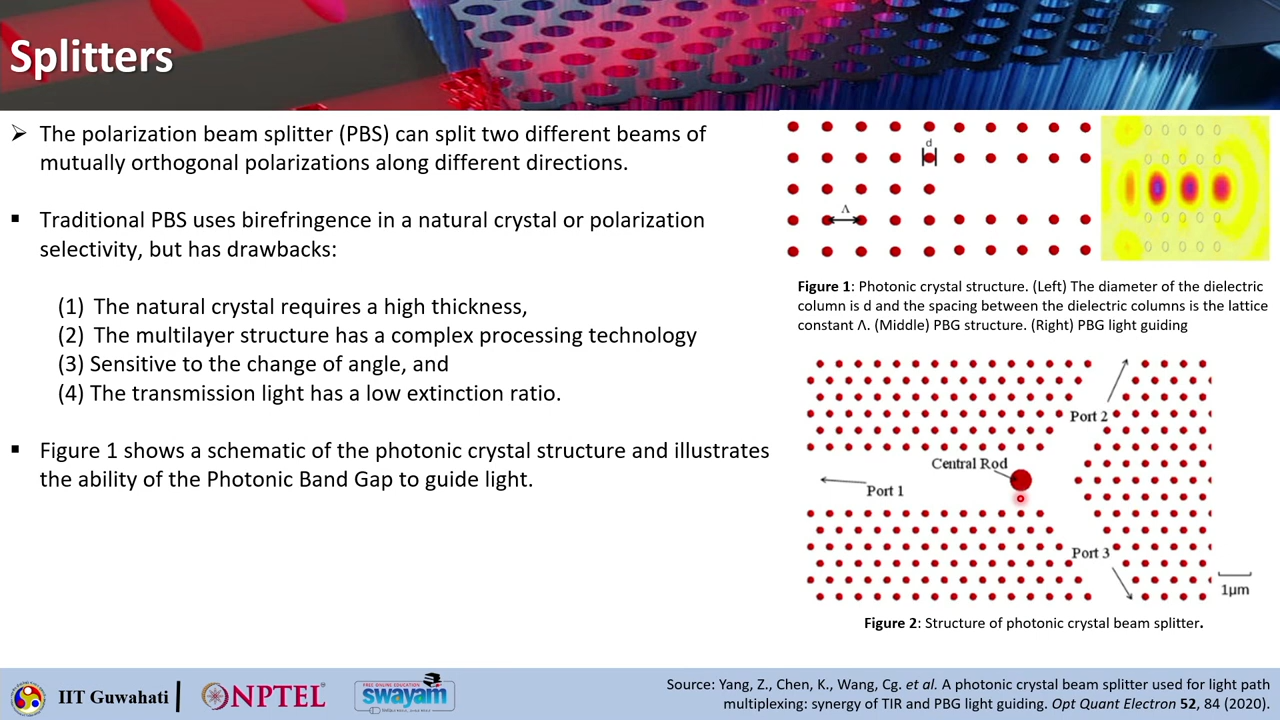 Splitters
➢ The polarization beam splitter (PBS) can split two different beams of
mutually orthogonal polarizations along different directions.
▪ Traditional PBS uses birefringence in a natural crystal or polarization
selectivity, but has drawbacks:
(1) The natural crystal requires a high thickness,
(2) The multilayer structure has a complex processing technology
(3) Sensitive to the change of angle, and
(4) The transmission light has a low extinction ratio.
▪ Figure 1 shows a schematic of the photonic crystal structure and illustrates
the ability of the Photonic Band Gap to guide light.
d
Λ
Figure 1: Photonic crystal structure. (Left) The diameter of the dielectric
column is d and the spacing between the dielectric columns is the lattice
constant Λ. (Middle) PBG structure. (Right) PBG light guiding
Port 2
Central Rod
Port 1
Port 3
1μm
Figure 2: Structure of photonic crystal beam splitter.
IIT Guwahati
NPTEL
FREE ONLINE EDUCATION
swayam
Source: Yang, Z., Chen, K., Wang, Cg. et al. A photonic crystal beam splitter used for light path
multiplexing: synergy of TIR and PBG light guiding. Opt Quant Electron 52, 84 (2020).